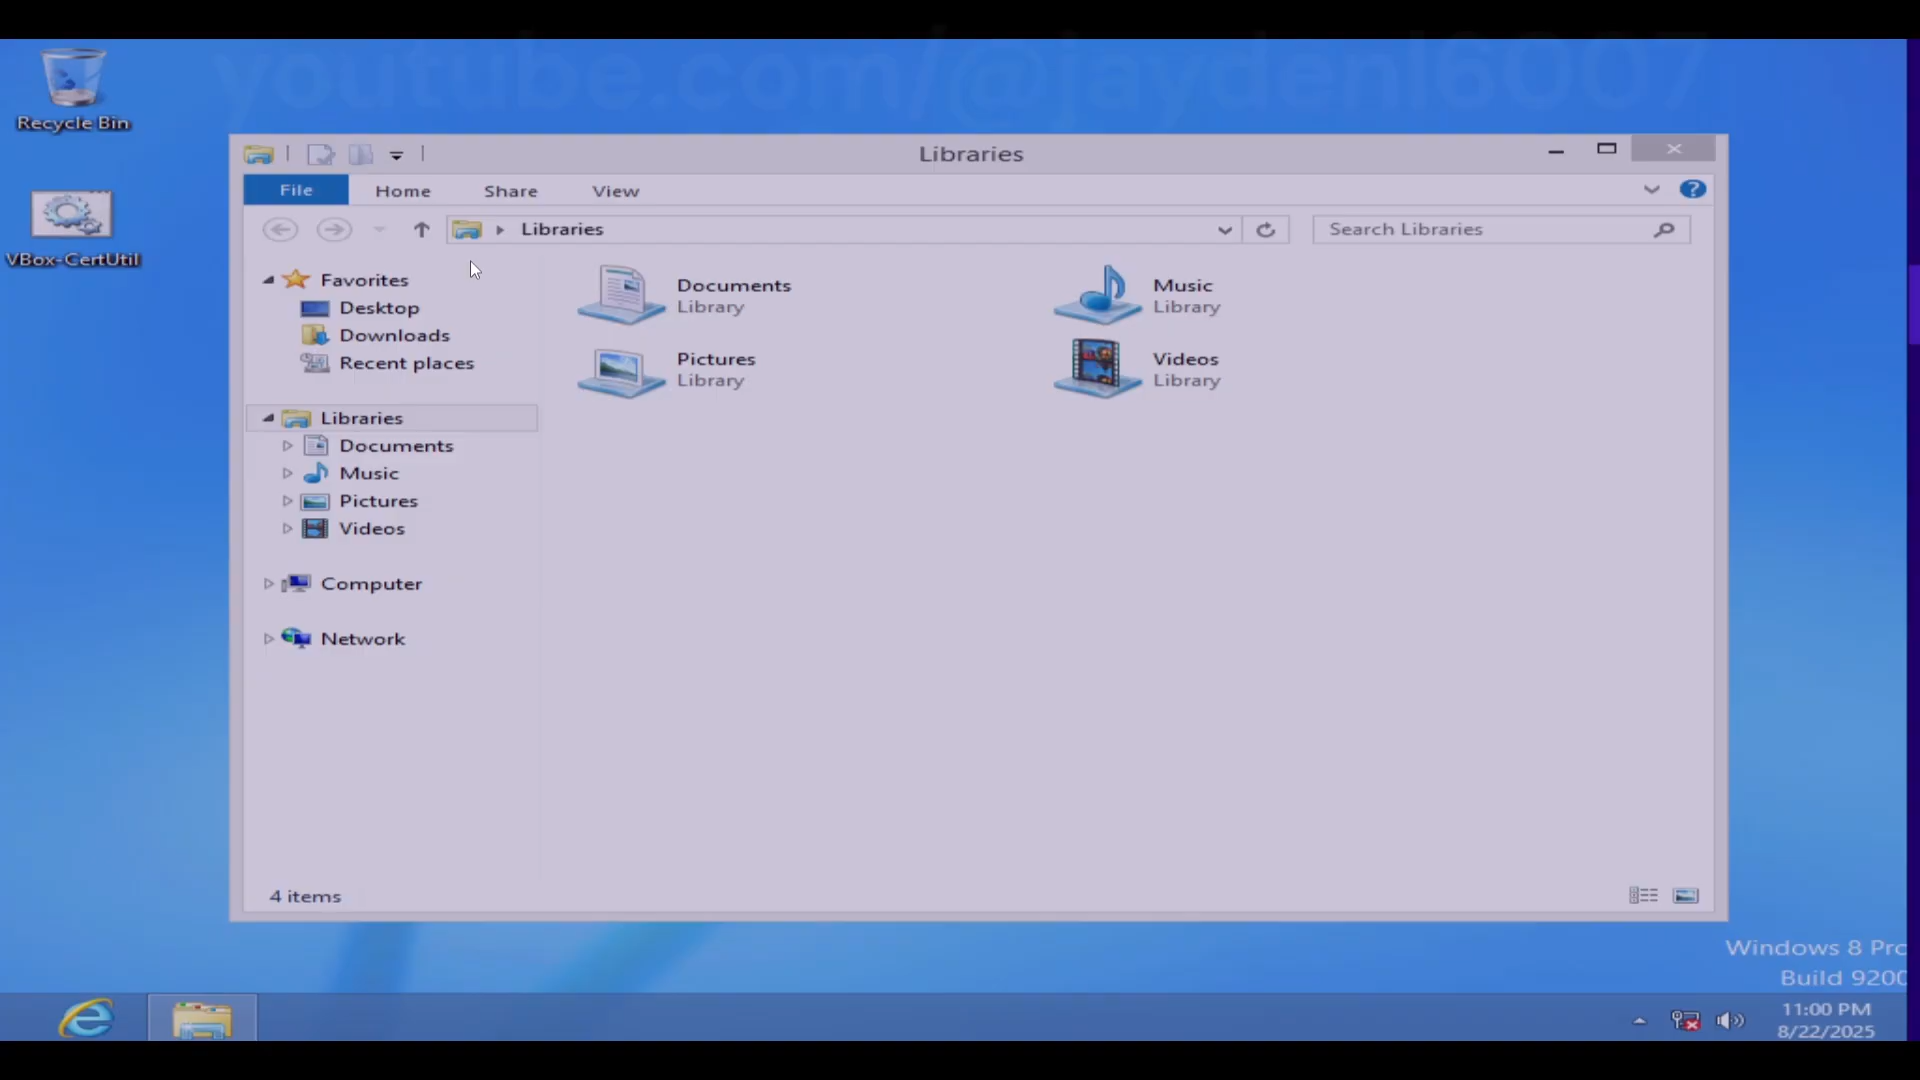 youtube.com/@jaydenl6007
Recycle Bin
VBox-CertUtil
Libraries
File Home Share View
Libraries
Search Libraries
Favorites
Desktop
Downloads
Recent places
Libraries
Documents
Music
Pictures
Videos
Computer
Network
Documents
Library
Music
Library
Pictures
Library
Videos
Library
4 items
Windows 8 Pro
Build 9200
11:00 PM
8/22/2025